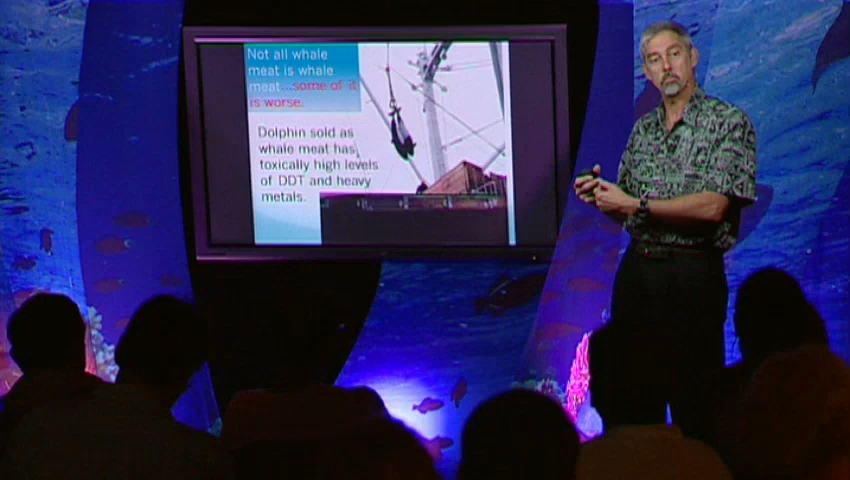 Not all whale
meat is whale
meat...some of it
is worse.
Dolphin sold as
whale meat has
toxically high levels
of DDT and heavy
metals.